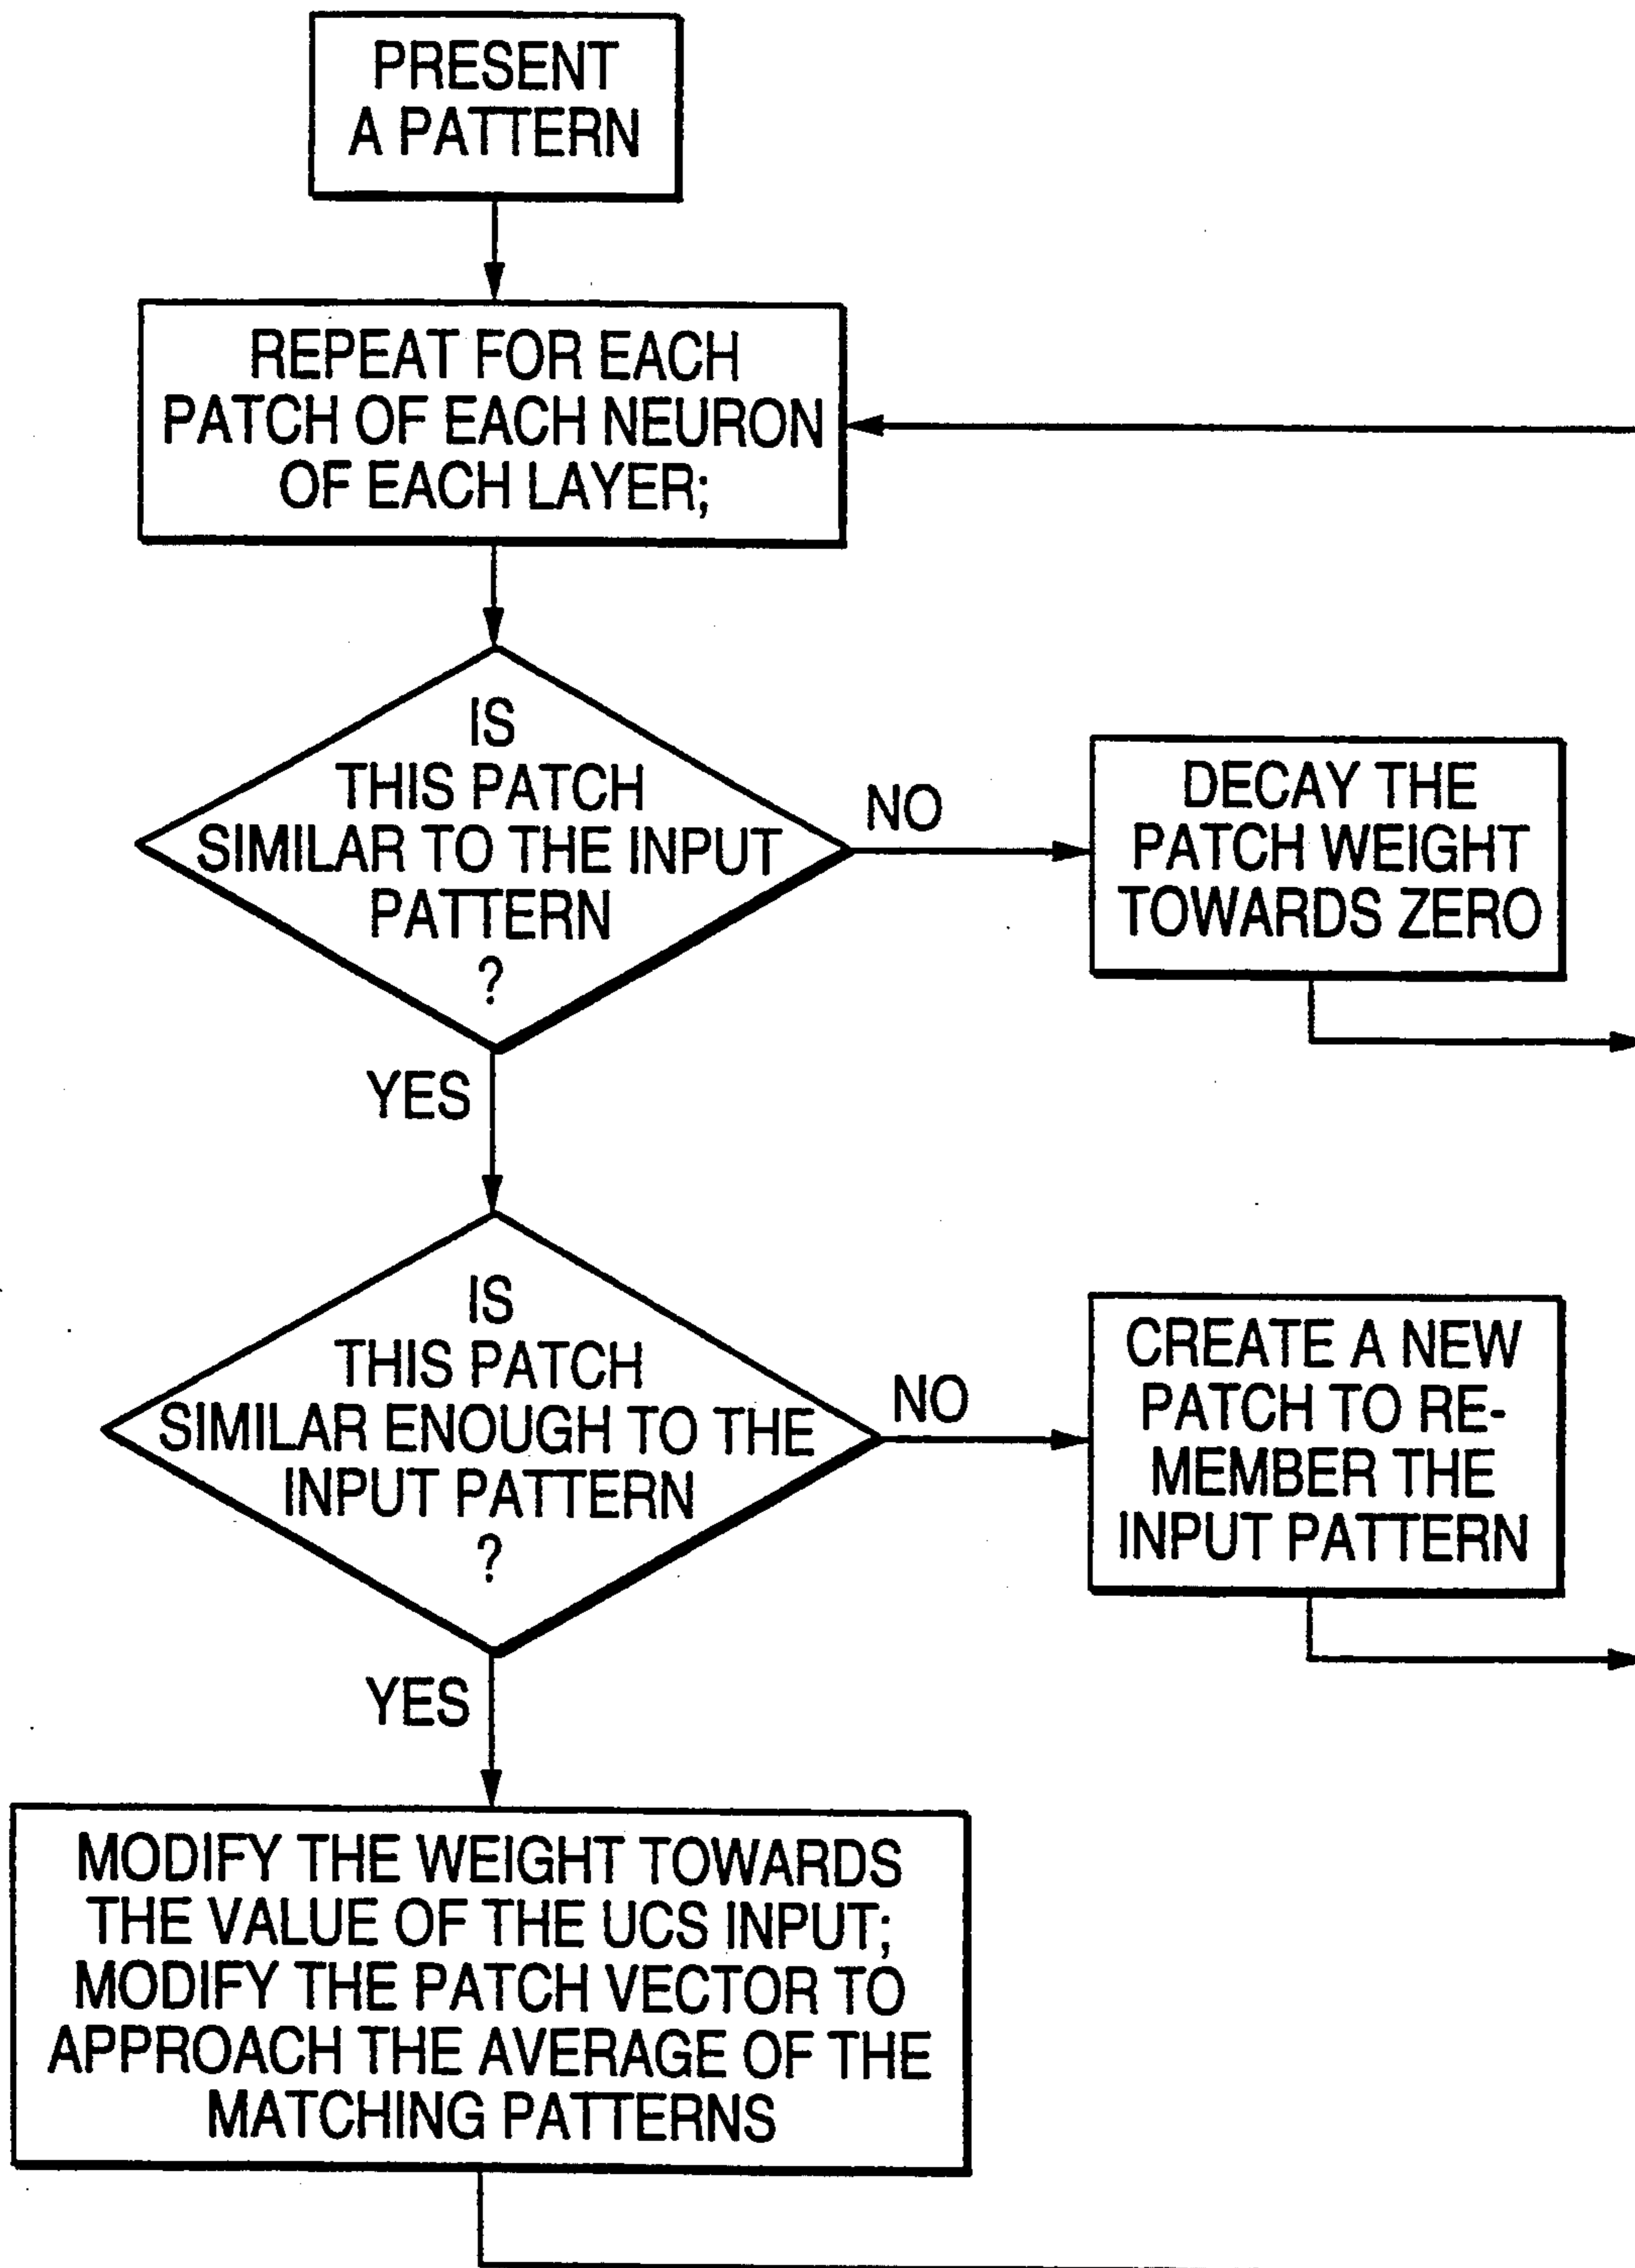 PRESENT
A PATTERN
REPEAT FOR EACH
PATCH OF EACH NEURON
OF EACH LAYER;
IS
THIS PATCH
SIMILAR TO THE INPUT
PATTERN
?
NO
DECAY THE
PATCH WEIGHT
TOWARDS ZERO
YES
IS
THIS PATCH
SIMILAR ENOUGH TO THE
INPUT PATTERN
?
NO
CREATE A NEW
PATCH TO RE-
MEMBER THE
INPUT PATTERN
YES
MODIFY THE WEIGHT TOWARDS
THE VALUE OF THE UCS INPUT;
MODIFY THE PATCH VECTOR TO
APPROACH THE AVERAGE OF THE
MATCHING PATTERNS